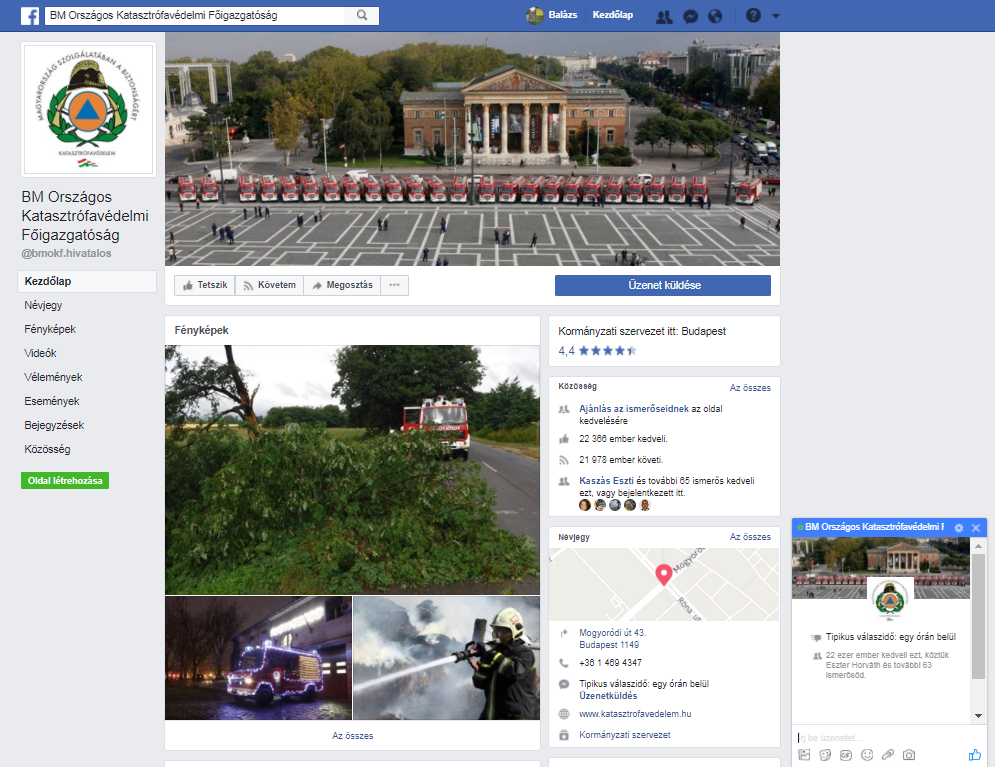 BM Országos Katasztrófavédelmi Főigazgatóság
Balázs
Kezdőlap
MAGYARORSZÁG SZOLGÁLATÁBAN A BIZTONSÁGÉRT
KATASZTRÓFAVÉDELEM
BM Országos
Katasztrófavédelmi
Főigazgatóság
@bmokf.hivatalos
Kezdőlap
Névjegy
Fényképek
Videók
Vélemények
Események
Bejegyzések
Közösség
Oldal létrehozása
Tetszik
Követem
Megosztás
Üzenet küldése
Fényképek
Az összes
Kormányzati szervezet itt: Budapest
4,4
Közösség
Az összes
Ajánlás az ismerőseidnek az oldal
kedvelésére
22 366 ember kedveli.
21 978 ember követi.
Kaszás Eszti és további 65 ismerős kedveli
ezt, vagy bejelentkezett itt.
Névjegy
Az összes
Mogyoródi
Róna ut
Mogyoródi út 43.
Budapest 1149
+36 1 469 4347
Tipikus válaszidő: egy órán belül
Üzenetküldés
www.katasztrofavedelem.hu
Kormányzati szervezet
BM Országos Katasztrófavédelmi F
Tipikus válaszidő: egy órán belül
22 ezer ember kedveli ezt, köztük
Eszter Horváth és további 63
ismerősöd.
Írj be üzenetet...
GIF